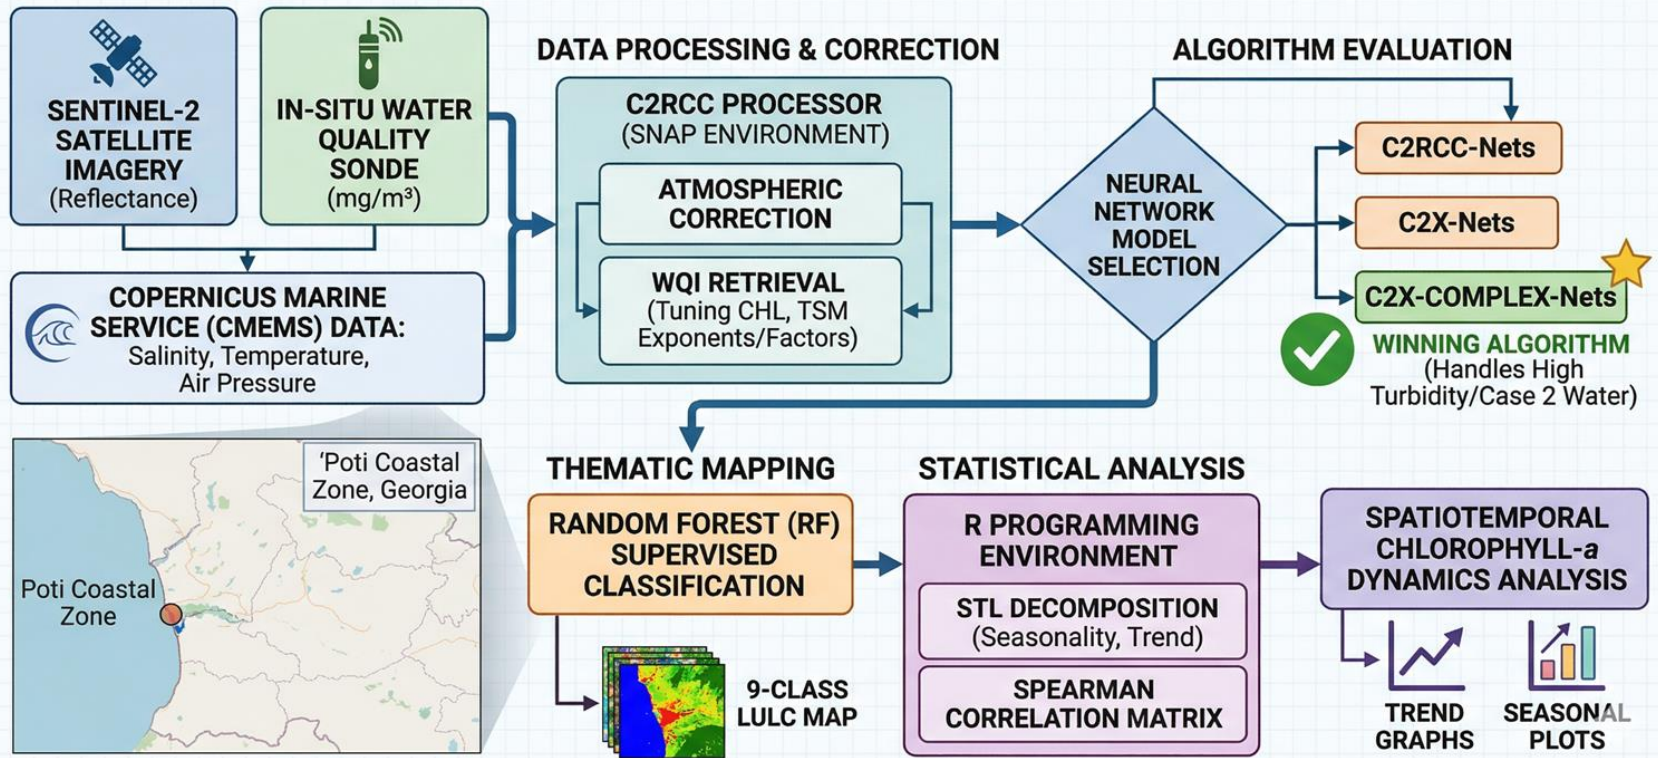 SENTINEL-2
SATELLITE
IMAGERY
(Reflectance)
IN-SITU WATER
QUALITY
SONDE
(mg/m³)
COPERNICUS MARINE
SERVICE (CMEMS) DATA:
Salinity, Temperature,
Air Pressure
DATA PROCESSING & CORRECTION
C2RCC PROCESSOR
(SNAP ENVIRONMENT)
ATMOSPHERIC
CORRECTION
WQI RETRIEVAL
(Tuning CHL, TSM
Exponents/Factors)
ALGORITHM EVALUATION
NEURAL
NETWORK
MODEL
SELECTION
C2RCC-Nets
C2X-Nets
C2X-COMPLEX-Nets
WINNING ALGORITHM
(Handles High
Turbidity/Case 2 Water)
'Poti Coastal
Zone, Georgia
Poti Coastal
Zone
THEMATIC MAPPING
RANDOM FOREST (RF)
SUPERVISED
CLASSIFICATION
9-CLASS
LULC MAP
STATISTICAL ANALYSIS
R PROGRAMMING
ENVIRONMENT
STL DECOMPOSITION
(Seasonality, Trend)
SPEARMAN
CORRELATION MATRIX
SPATIOTEMPORAL
CHLOROPHYLL-a
DYNAMICS ANALYSIS
TREND
GRAPHS
SEASONAL
PLOTS